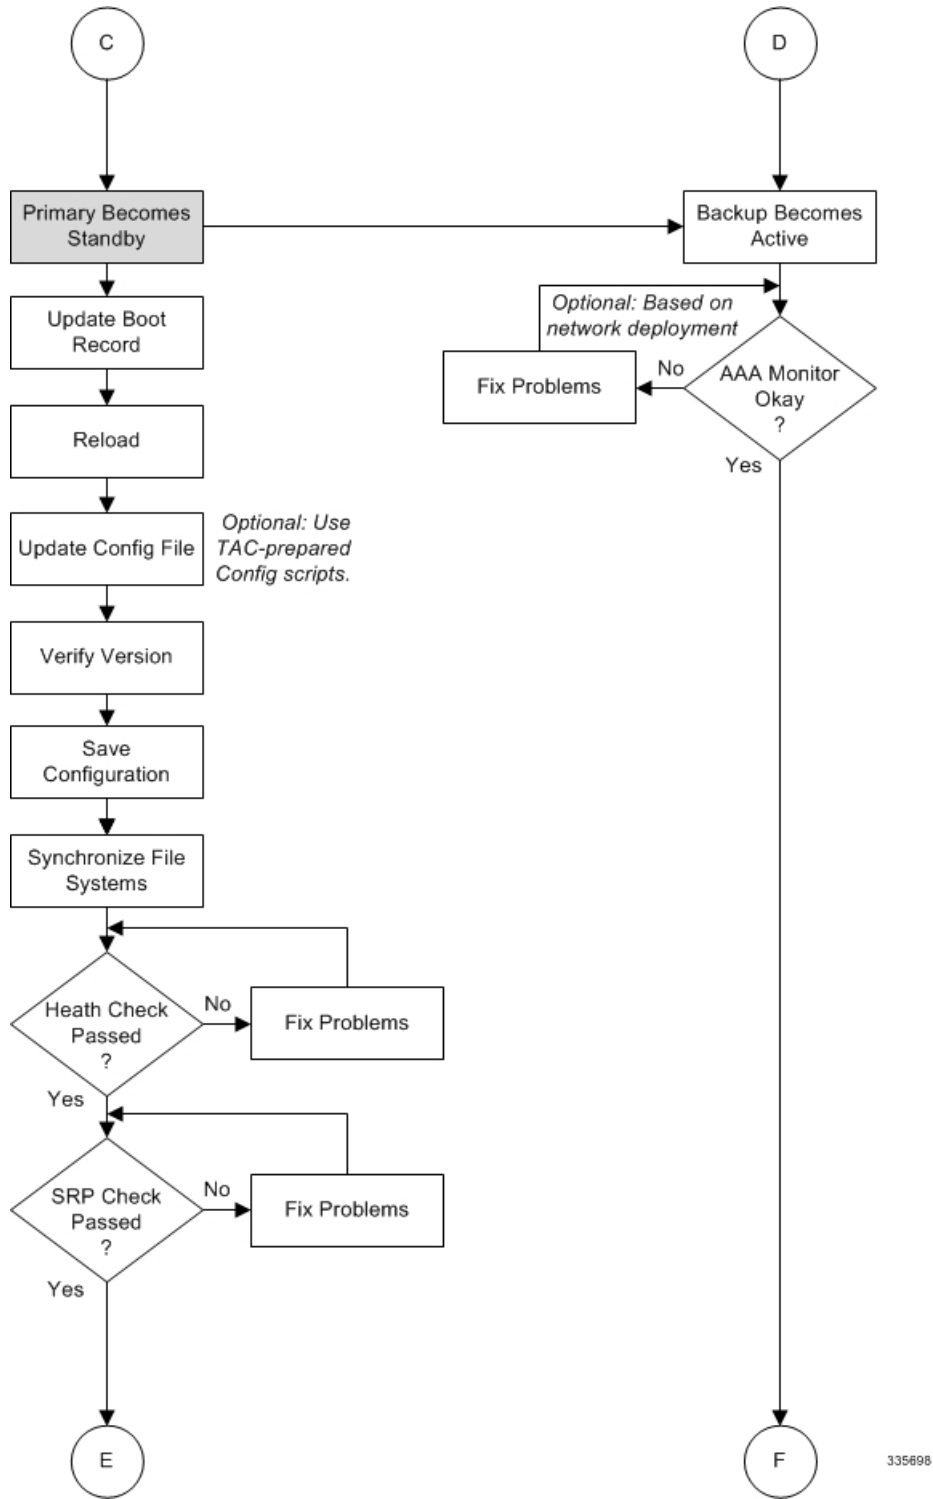 C
D
Primary Becomes
Standby
Backup Becomes
Active
Update Boot
Record
Optional: Based on
network deployment
Fix Problems
No
AAA Monitor
Okay
?
Yes
Reload
Update Config File
Optional: Use
TAC-prepared
Config scripts.
Verify Version
Save
Configuration
Synchronize File
Systems
Heath Check
Passed
?
No
Fix Problems
Yes
SRP Check
Passed
?
No
Fix Problems
Yes
E
F
335698